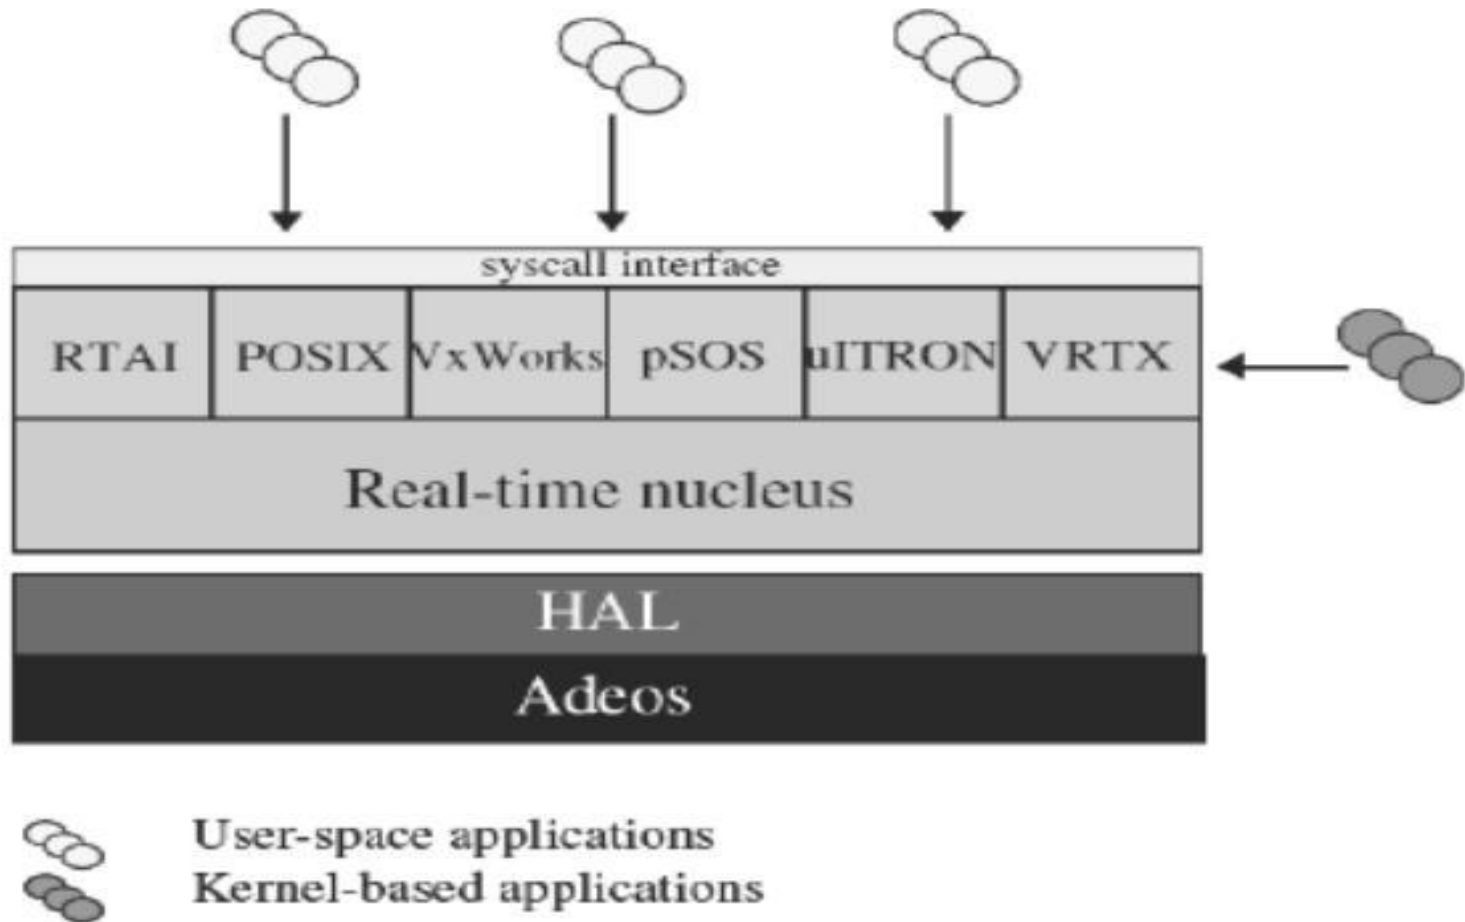 syscall interface
RTAI POSIX VxWorks pSOS uITRON VRTX
Real-time nucleus
HAL
Adeos
User-space applications
Kernel-based applications